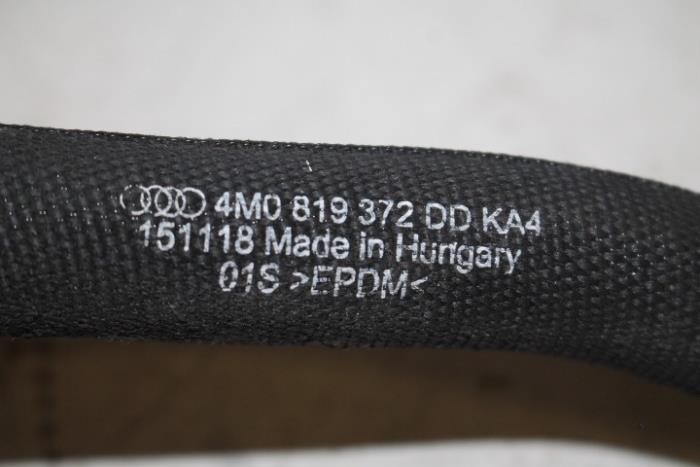 4M0 819 372 DD KA4
151118 Made in Hungary
01S >EPDM<